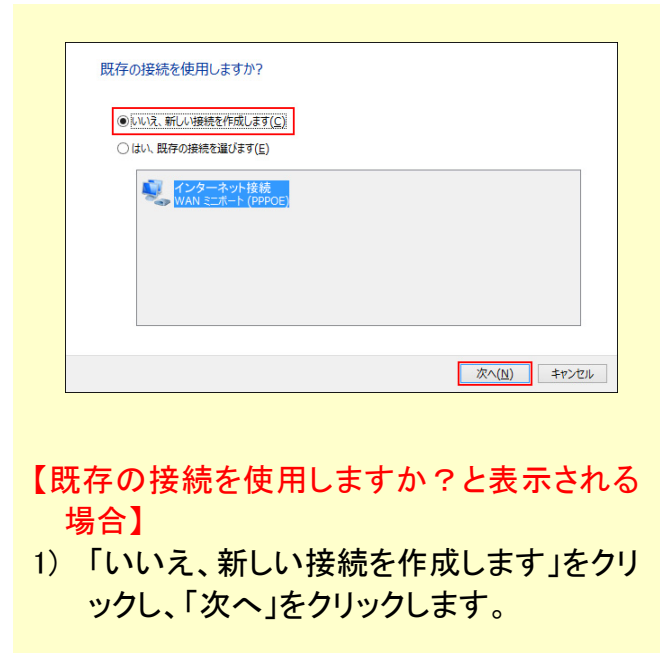 既存の接続を使用しますか?
いいえ、新しい接続を作成します(C)
はい、既存の接続を選びます(E)
インターネット接続
WAN ミニポート (PPPOE)
次へ(N)
キャンセル
【既存の接続を使用しますか？と表示される
場合】
1) 「いいえ、新しい接続を作成します」をクリ
ックし、「次へ」をクリックします。